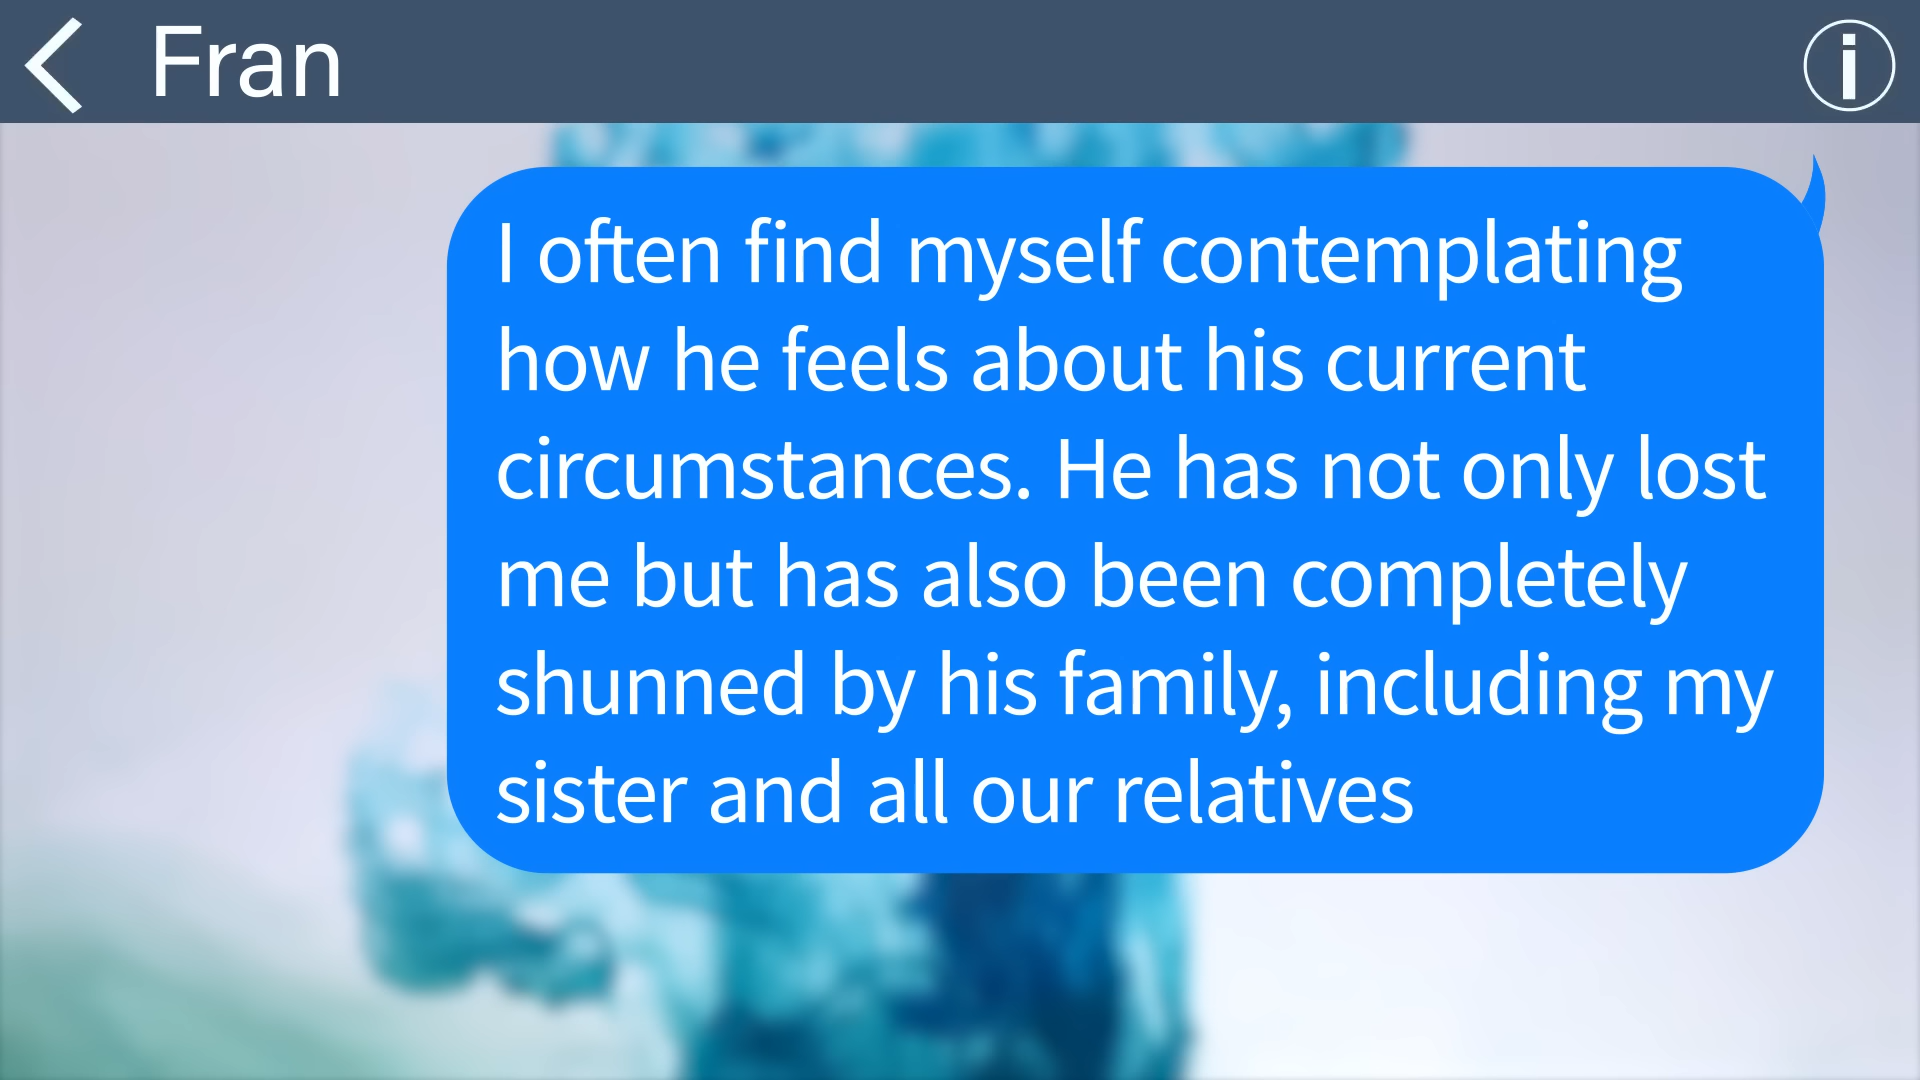 Fran
I often find myself contemplating
how he feels about his current
circumstances. He has not only lost
me but has also been completely
shunned by his family, including my
sister and all our relatives